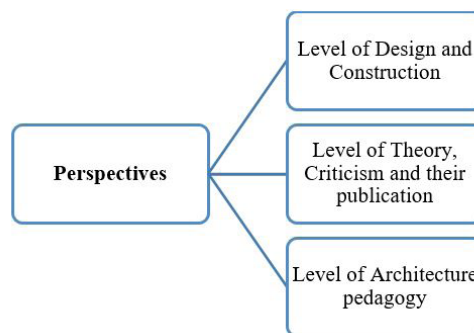 Level of Design and
Construction
Perspectives
Level of Theory,
Criticism and their
publication
Level of Architecture
pedagogy